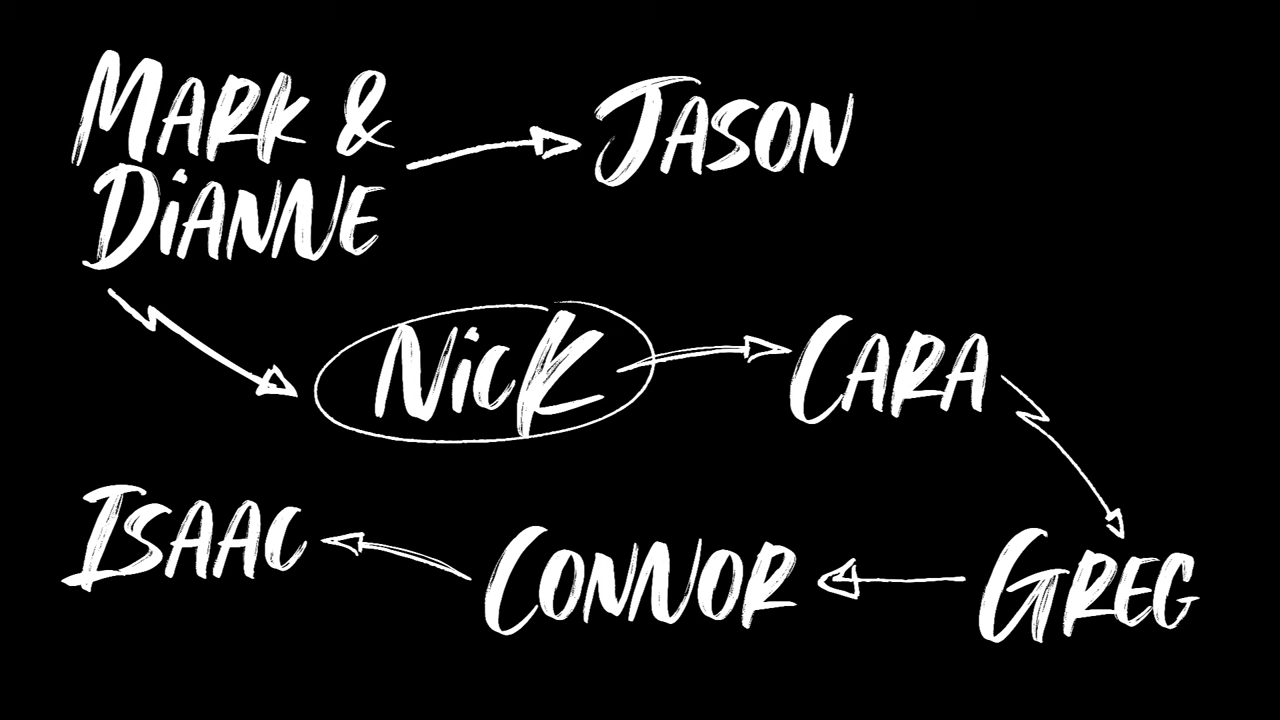 Mark &
Dianne
Jason
Nick
Cara
Isaac
Connor
Greg